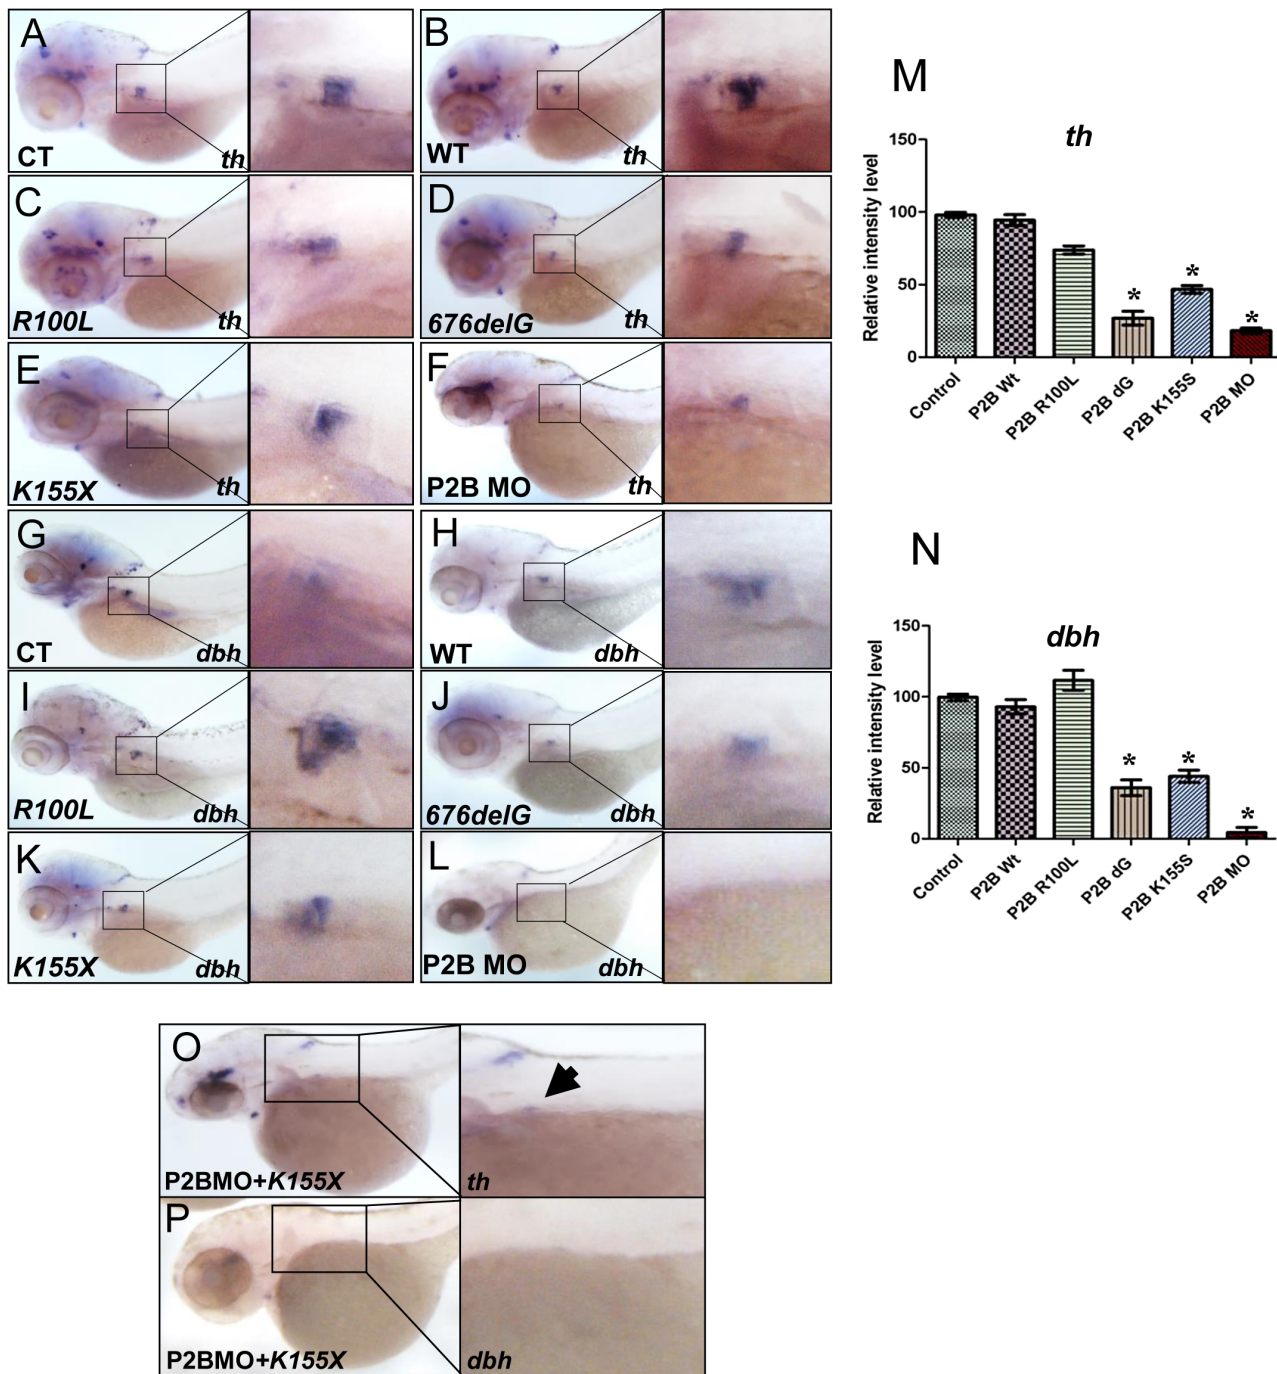 A
CT
th
B
WT
th
C
R100L
th
D
676delG
th
E
K155X
th
F
P2B MO
th
G
CT
dbh
H
WT
dbh
I
R100L
dbh
J
676delG
dbh
K
K155X
dbh
L
P2B MO
dbh
M
th
Relative intensity level
150
100
50
0
* * *
Control
P2B Wt
P2B R100L
P2B dG
P2B K155S
P2B MO
N
dbh
Relative intensity level
150
100
50
0
* * *
Control
P2B Wt
P2B R100L
P2B dG
P2B K155S
P2B MO
O
P2BMO+K155X
th
P
P2BMO+K155X
dbh